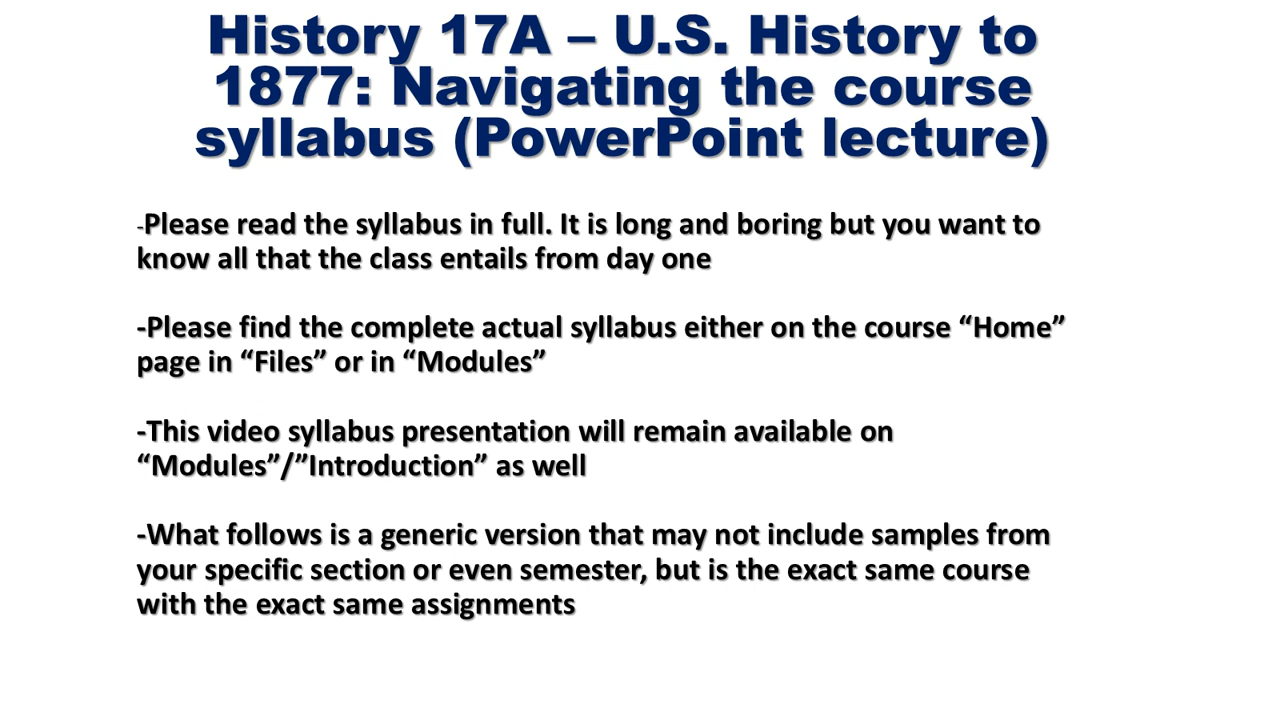 History 17A – U.S. History to
1877: Navigating the course
syllabus (PowerPoint lecture)
-Please read the syllabus in full. It is long and boring but you want to
know all that the class entails from day one
-Please find the complete actual syllabus either on the course “Home”
page in “Files” or in “Modules”
-This video syllabus presentation will remain available on
“Modules”/”Introduction” as well
-What follows is a generic version that may not include samples from
your specific section or even semester, but is the exact same course
with the exact same assignments